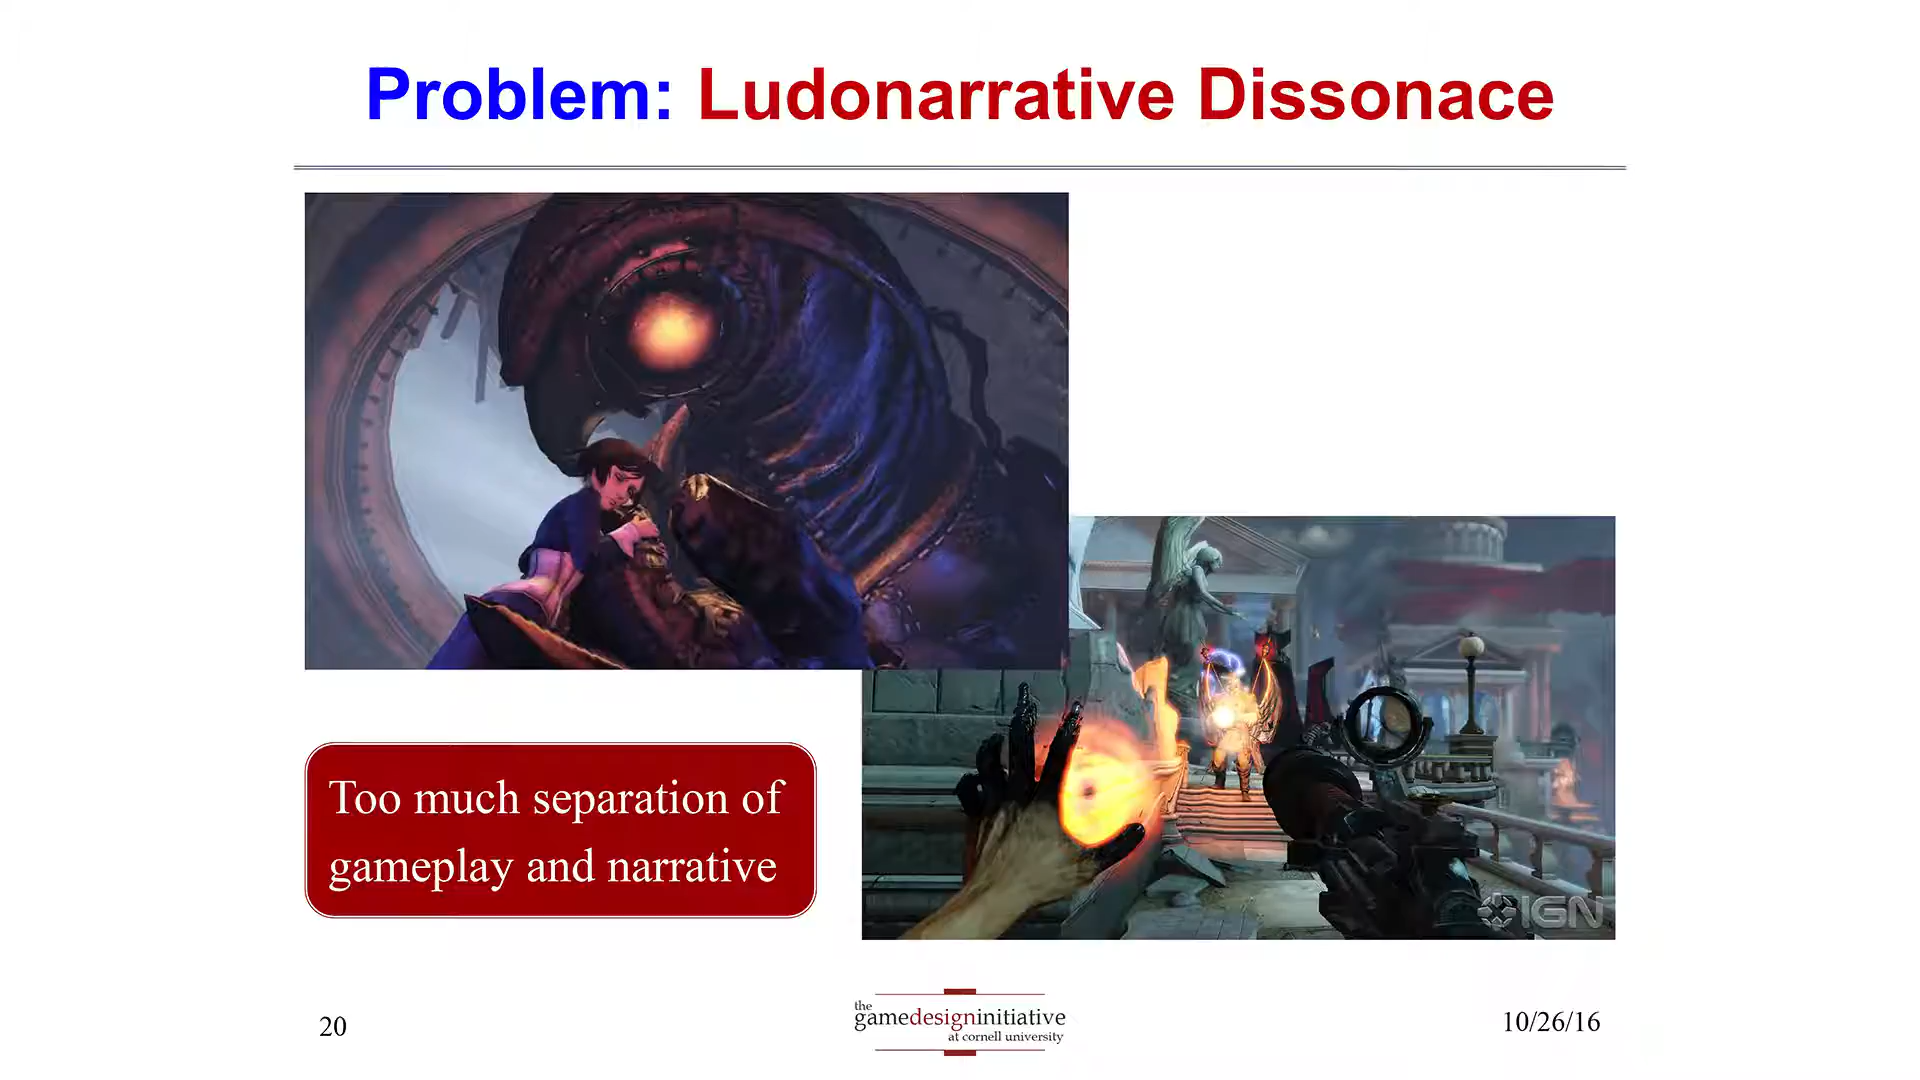 Problem: Ludonarrative Dissonace
Too much separation of
gameplay and narrative
IGN
20
the
gamedesigninitiative
at cornell university
10/26/16